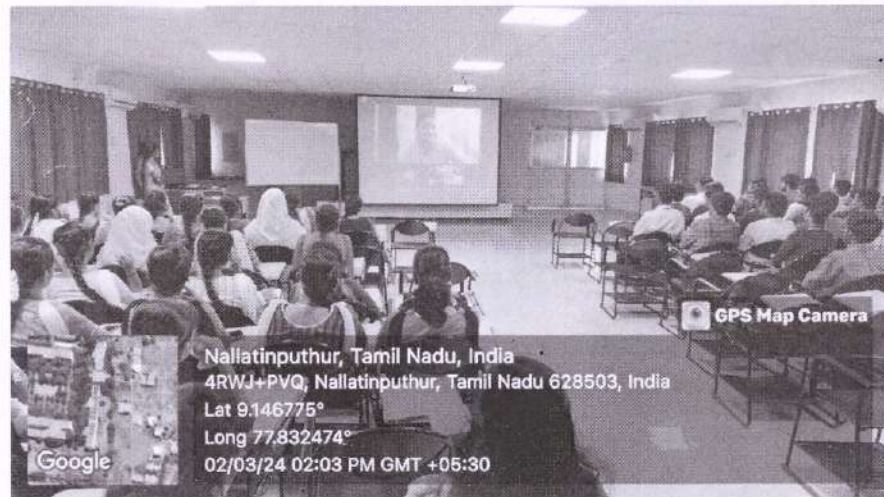 GPS Map Camera
Nallatinputhur, Tamil Nadu, India
4RWJ+PVQ, Nallatinputhur, Tamil Nadu 628503, India
Lat 9.146775°
Long 77.832474°
02/03/24 02:03 PM GMT +05:30
Google